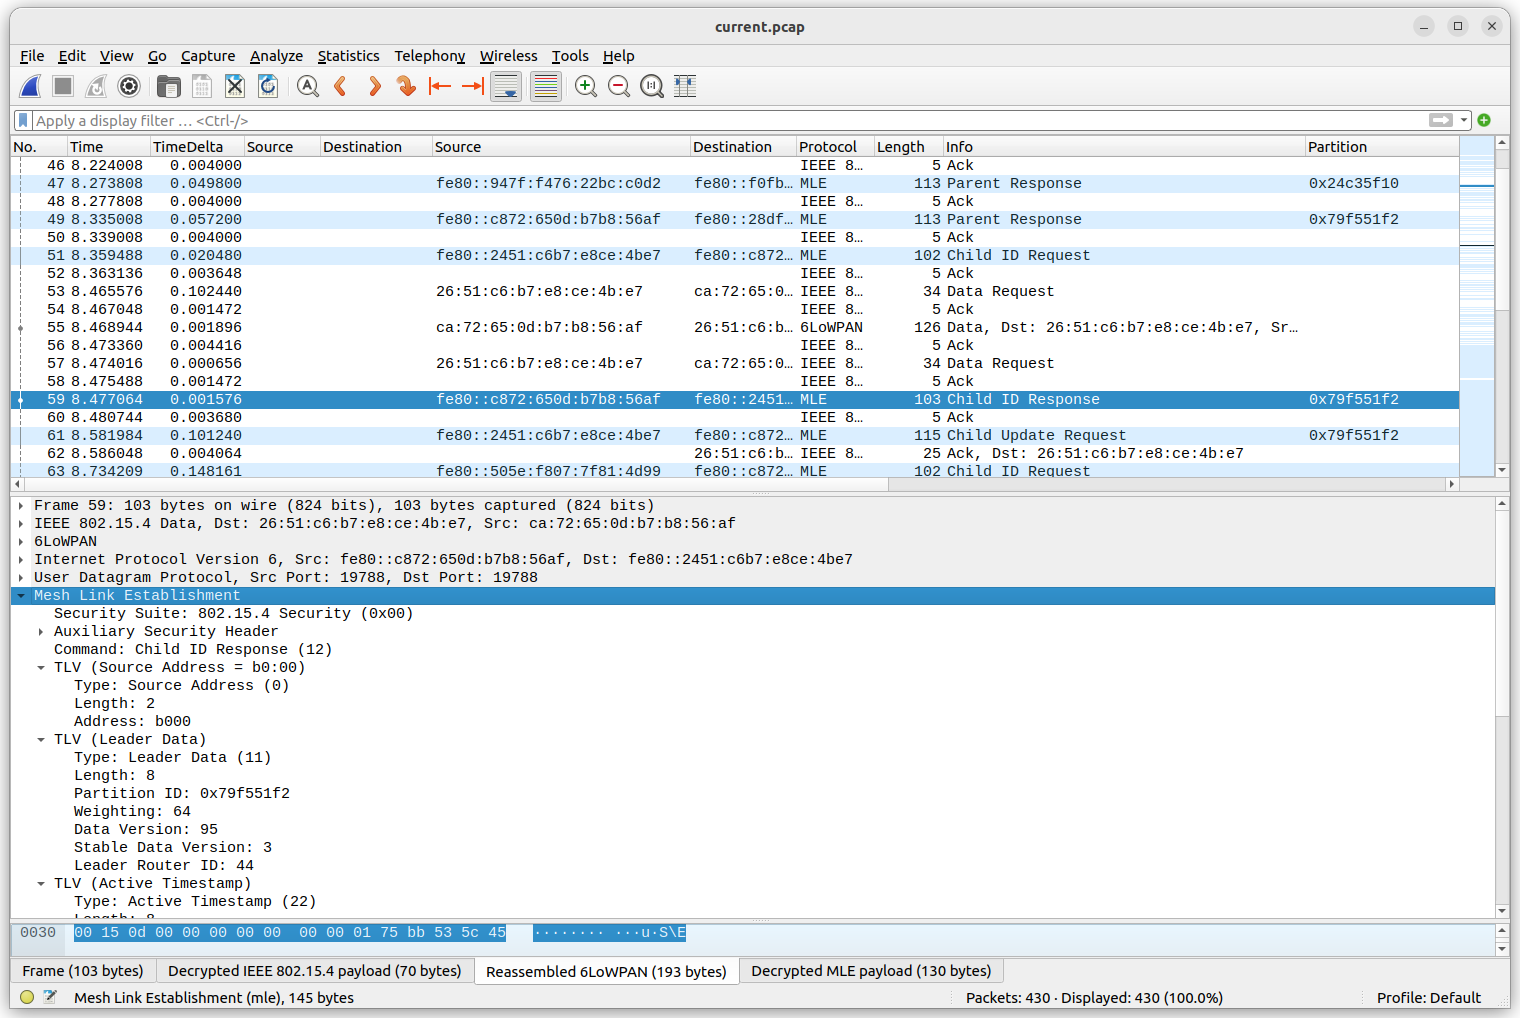 current.pcap
File Edit View Go Capture Analyze Statistics Telephony Wireless Tools Help
Apply a display filter … <Ctrl-/>
No. Time TimeDelta Source Destination Source Destination Protocol Length Info Partition
46 8.224008 0.004000 IEEE 8… 5 Ack
47 8.273808 0.049800 fe80::947f:f476:22bc:c0d2 fe80::f0fb… MLE 113 Parent Response 0x24c35f10
48 8.277808 0.004000 IEEE 8… 5 Ack
49 8.335008 0.057200 fe80::c872:650d:b7b8:56af fe80::28df… MLE 113 Parent Response 0x79f551f2
50 8.339008 0.004000 IEEE 8… 5 Ack
51 8.359488 0.020480 fe80::2451:c6b7:e8ce:4be7 fe80::c872… MLE 102 Child ID Request
52 8.363136 0.003648 IEEE 8… 5 Ack
53 8.465576 0.102440 26:51:c6:b7:e8:ce:4b:e7 ca:72:65:0… IEEE 8… 34 Data Request
54 8.467048 0.001472 IEEE 8… 5 Ack
55 8.468944 0.001896 ca:72:65:0d:b7:b8:56:af 26:51:c6:b… 6LoWPAN 126 Data, Dst: 26:51:c6:b7:e8:ce:4b:e7, Sr…
56 8.473360 0.004416 IEEE 8… 5 Ack
57 8.474016 0.000656 26:51:c6:b7:e8:ce:4b:e7 ca:72:65:0… IEEE 8… 34 Data Request
58 8.475488 0.001472 IEEE 8… 5 Ack
59 8.477064 0.001576 fe80::c872:650d:b7b8:56af fe80::2451… MLE 103 Child ID Response 0x79f551f2
60 8.480744 0.003680 IEEE 8… 5 Ack
61 8.581984 0.101240 fe80::2451:c6b7:e8ce:4be7 fe80::c872… MLE 115 Child Update Request 0x79f551f2
62 8.586048 0.004064 26:51:c6:b… IEEE 8… 25 Ack, Dst: 26:51:c6:b7:e8:ce:4b:e7
63 8.734209 0.148161 fe80::505e:f807:7f81:4d99 fe80::c872… MLE 102 Child ID Request
Frame 59: 103 bytes on wire (824 bits), 103 bytes captured (824 bits)
IEEE 802.15.4 Data, Dst: 26:51:c6:b7:e8:ce:4b:e7, Src: ca:72:65:0d:b7:b8:56:af
6LoWPAN
Internet Protocol Version 6, Src: fe80::c872:650d:b7b8:56af, Dst: fe80::2451:c6b7:e8ce:4be7
User Datagram Protocol, Src Port: 19788, Dst Port: 19788
Mesh Link Establishment
Security Suite: 802.15.4 Security (0x00)
Auxiliary Security Header
Command: Child ID Response (12)
TLV (Source Address = b0:00)
Type: Source Address (0)
Length: 2
Address: b000
TLV (Leader Data)
Type: Leader Data (11)
Length: 8
Partition ID: 0x79f551f2
Weighting: 64
Data Version: 95
Stable Data Version: 3
Leader Router ID: 44
TLV (Active Timestamp)
Type: Active Timestamp (22)
Length: 8
0030 00 15 0d 00 00 00 00 00 00 00 01 75 bb 53 5c 45 ········ ···u·S\E
Frame (103 bytes) Decrypted IEEE 802.15.4 payload (70 bytes) Reassembled 6LoWPAN (193 bytes) Decrypted MLE payload (130 bytes)
Mesh Link Establishment (mle), 145 bytes Packets: 430 · Displayed: 430 (100.0%) Profile: Default